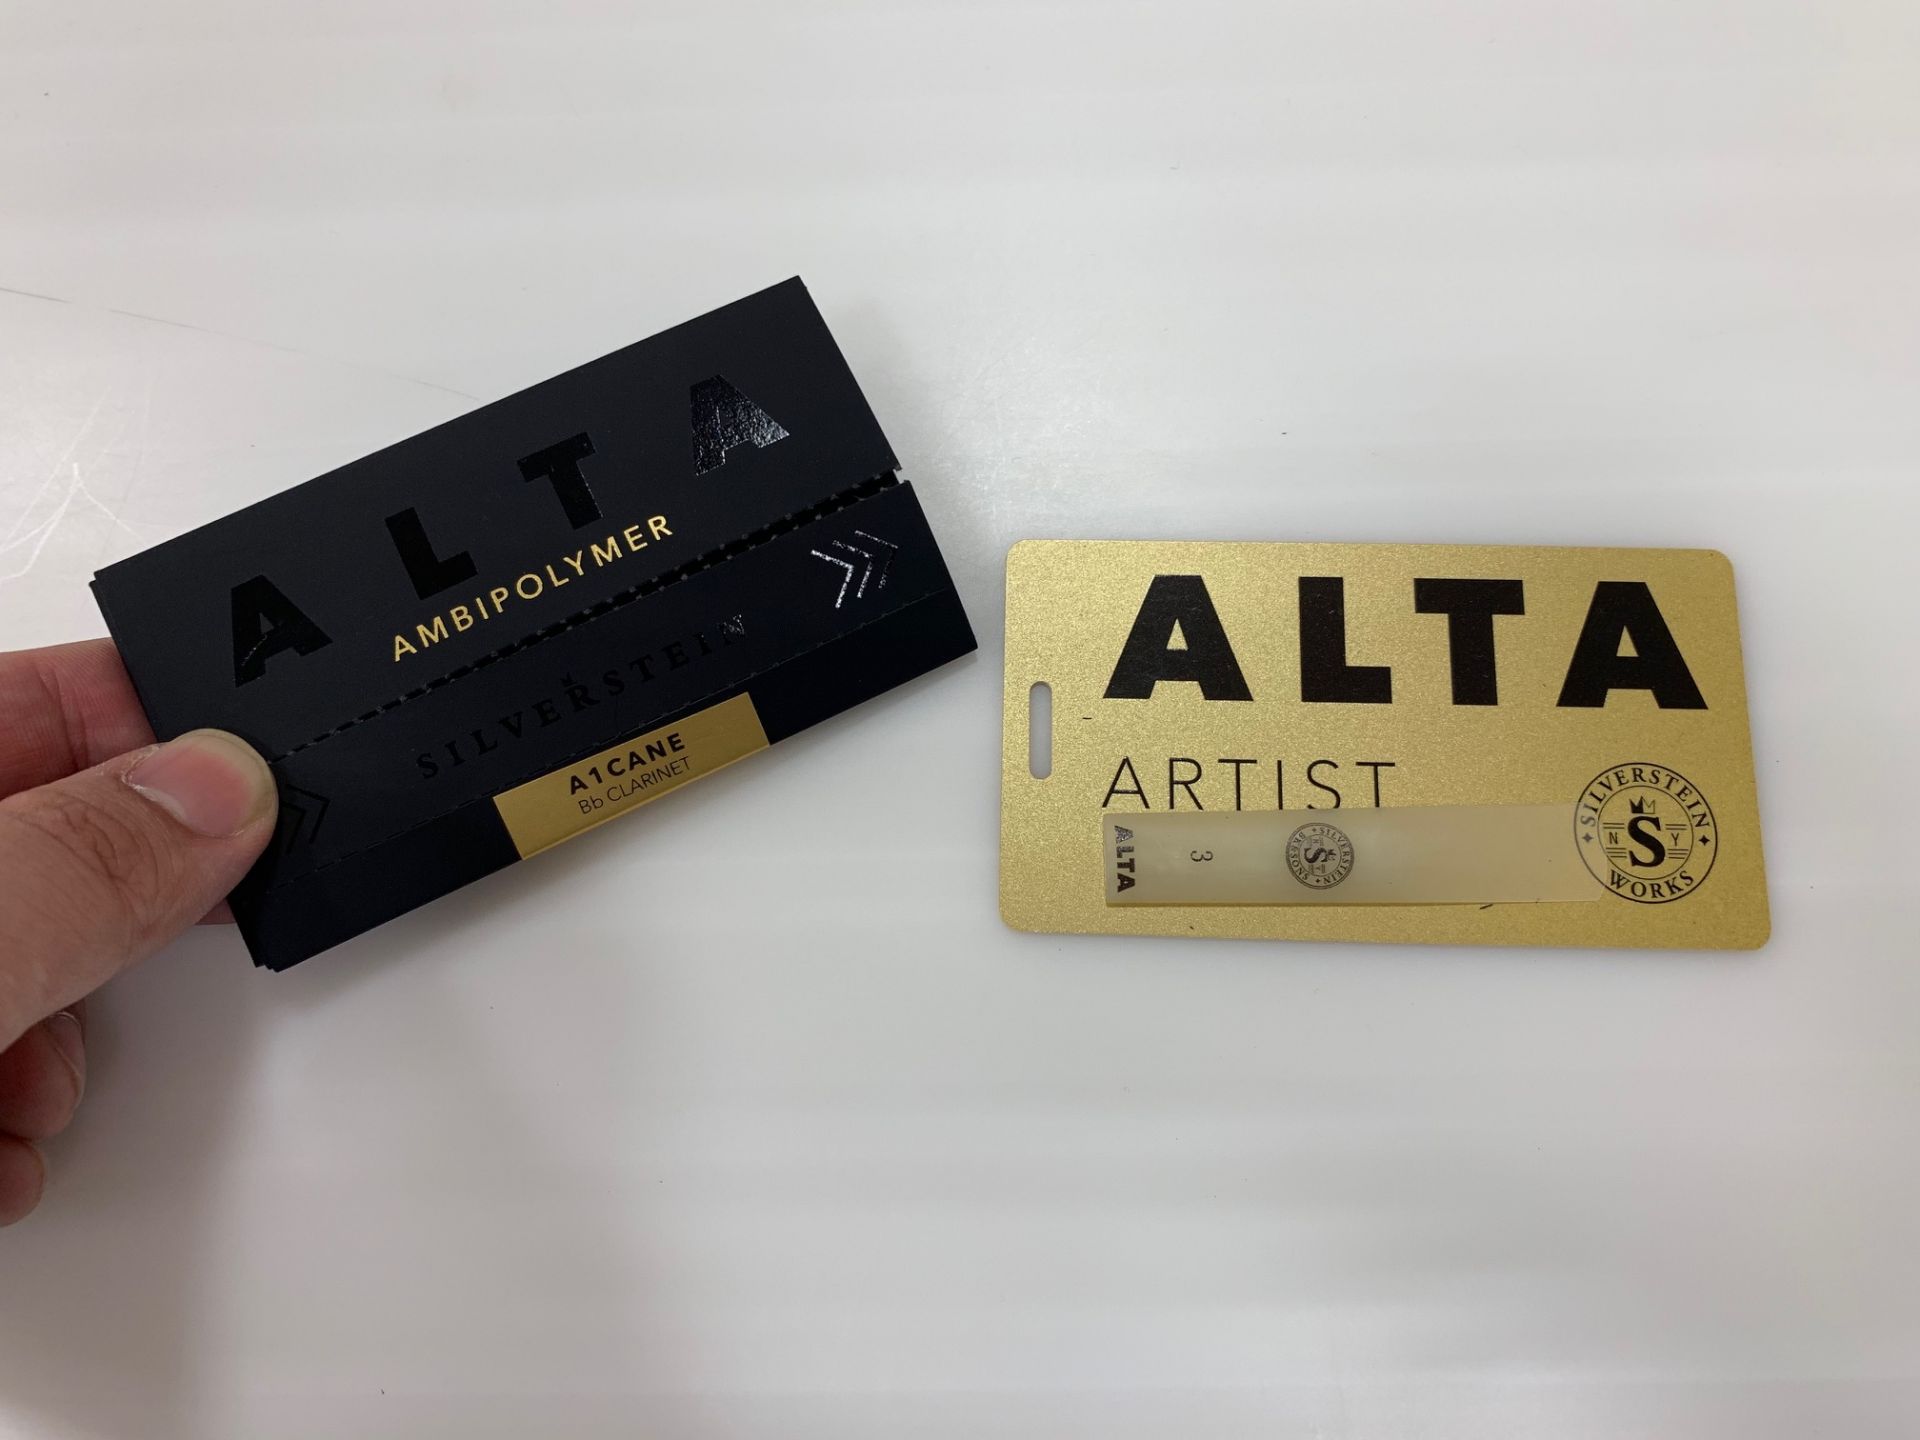 ALTA
AMBIPOLYMER
SILVERSTEIN
A1CANE
Bb CLARINET
ALTA
ARTIST
SILVERSTEIN
N S Y
WORKS
ALTA
3
SILVERSTEIN
S